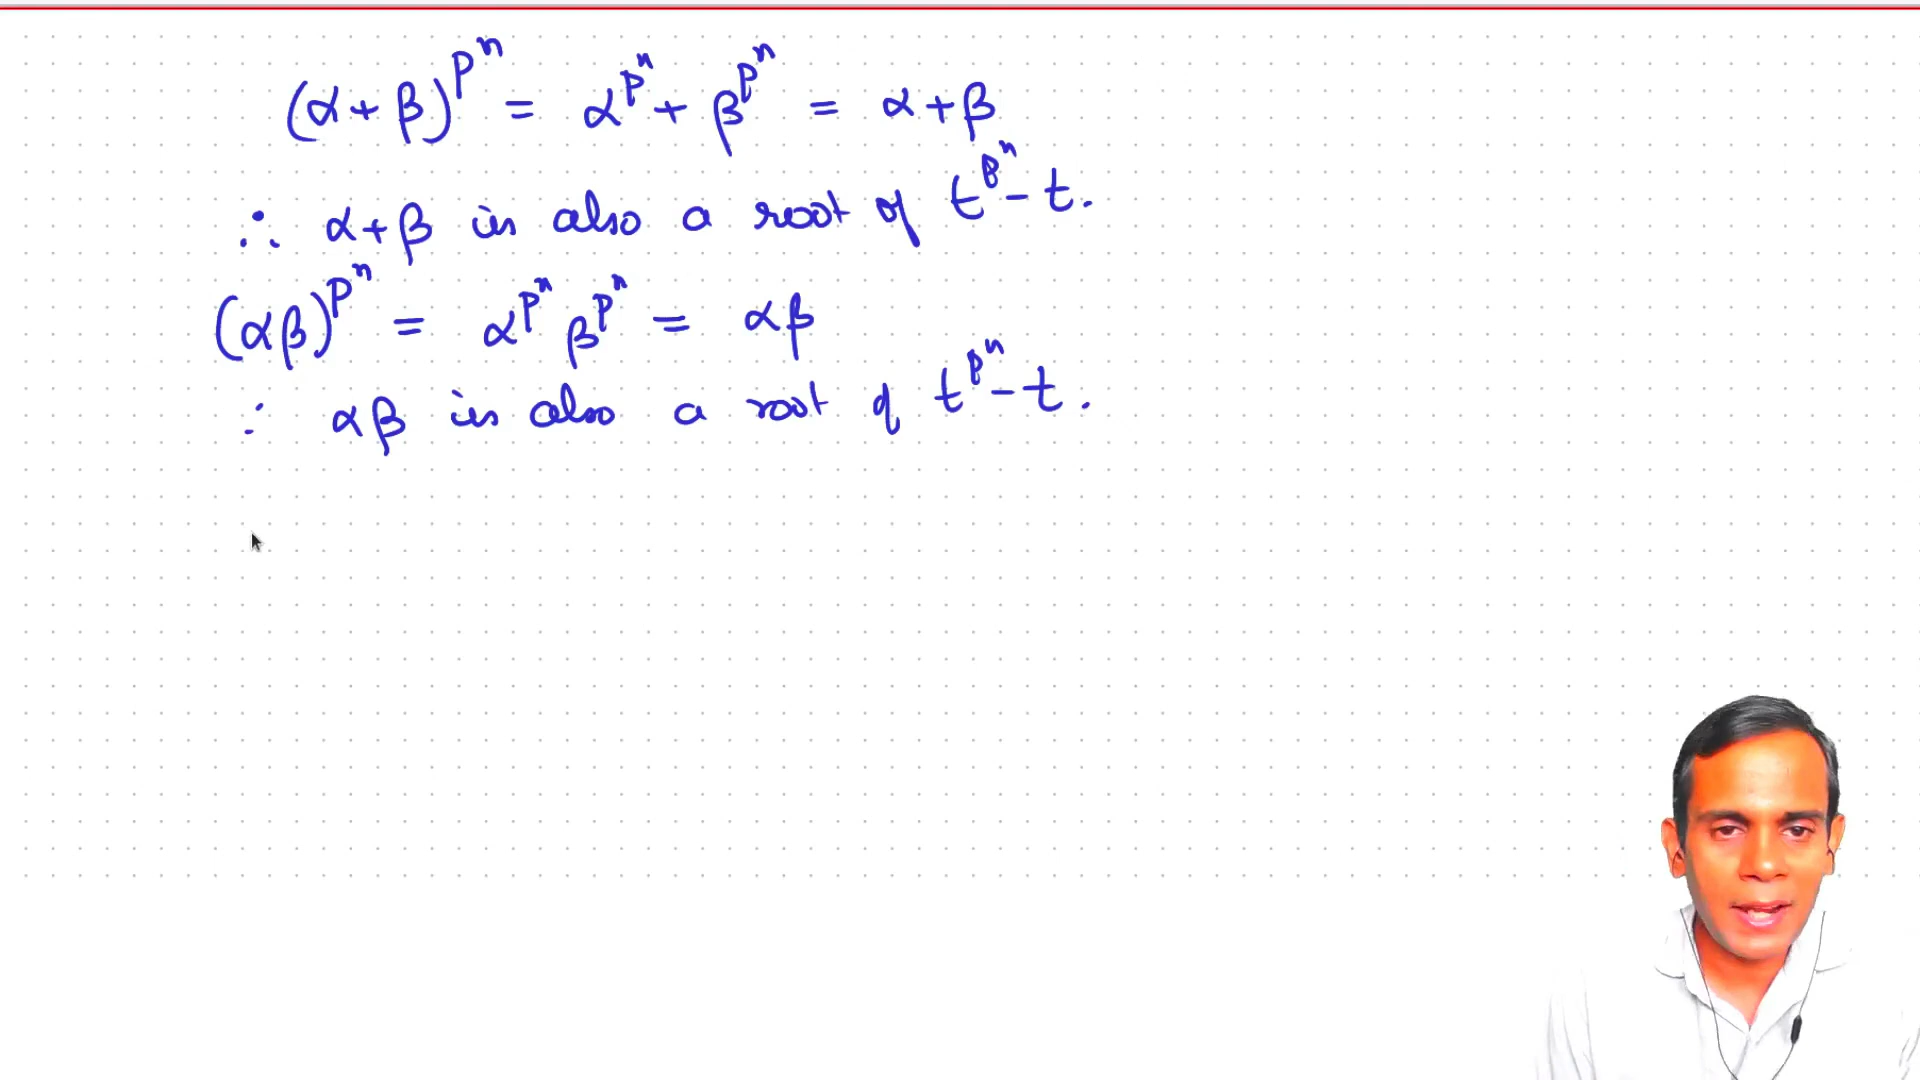 (α+β)^{p^n} = α^{p^n} + β^{p^n} = α+β
∴ α+β is also a root of t^{p^n} - t.
(αβ)^{p^n} = α^{p^n} β^{p^n} = αβ
∴ αβ is also a root of t^{p^n} - t.